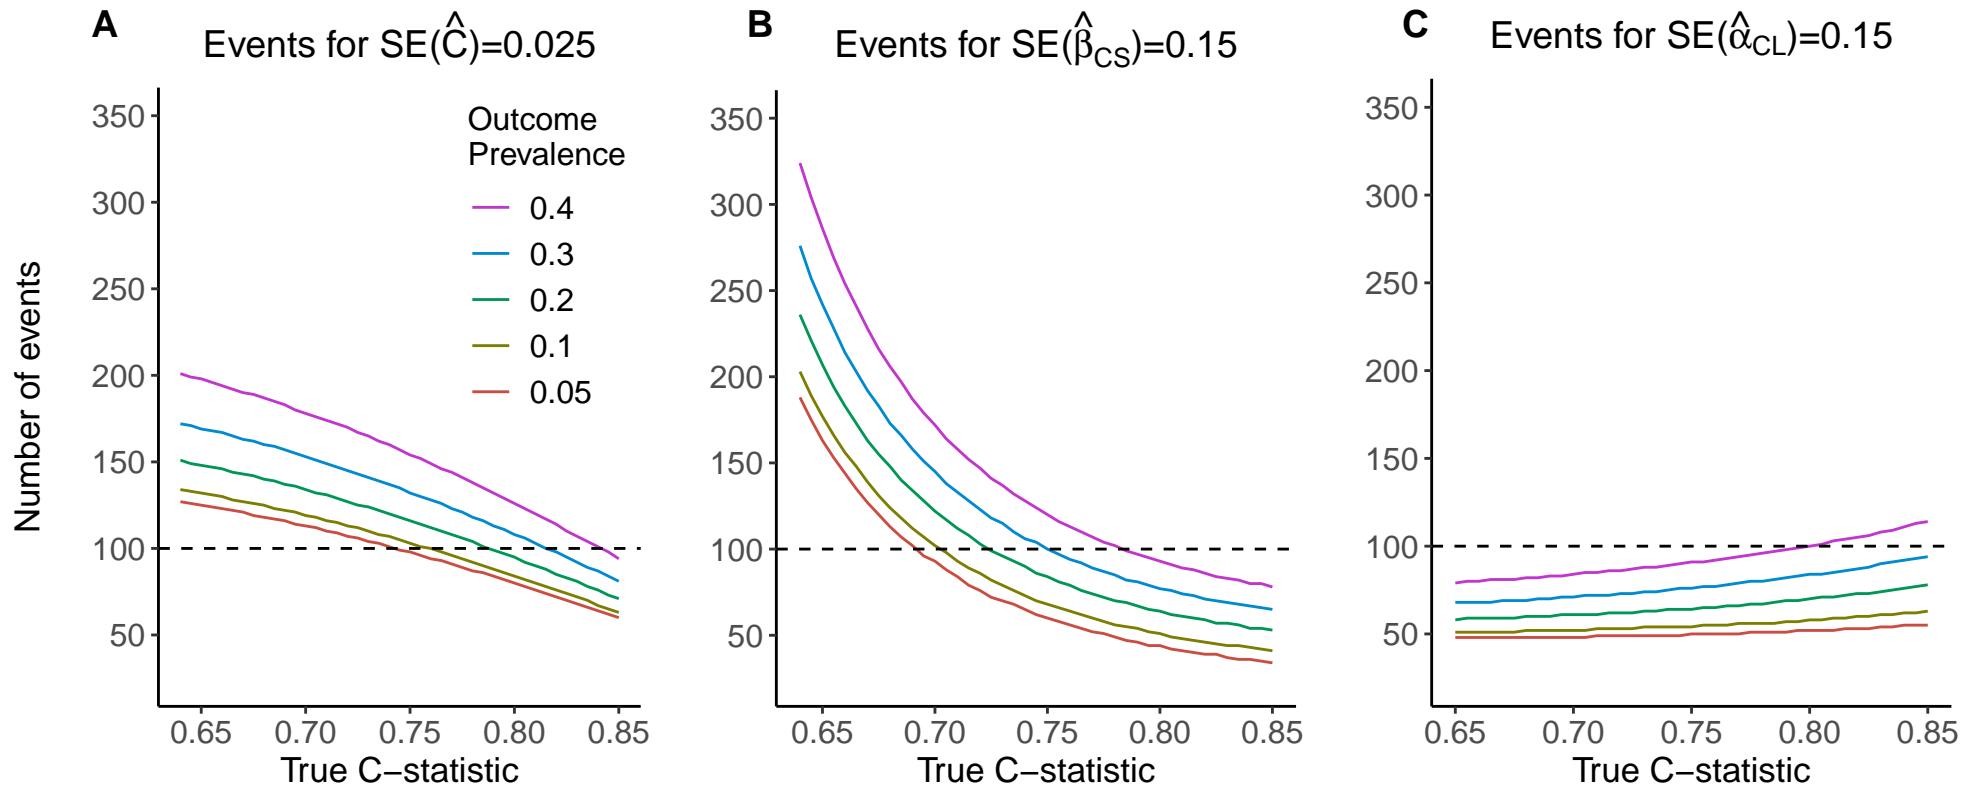 A
Events for SE(Ĉ)=0.025
Number of events
350
300
250
200
150
100
50
Outcome
Prevalence
0.4
0.3
0.2
0.1
0.05
0.65 0.70 0.75 0.80 0.85
True C−statistic
B
Events for SE(β̂CS)=0.15
350
300
250
200
150
100
50
0.65 0.70 0.75 0.80 0.85
True C−statistic
C
Events for SE(α̂CL)=0.15
350
300
250
200
150
100
50
0.65 0.70 0.75 0.80 0.85
True C−statistic